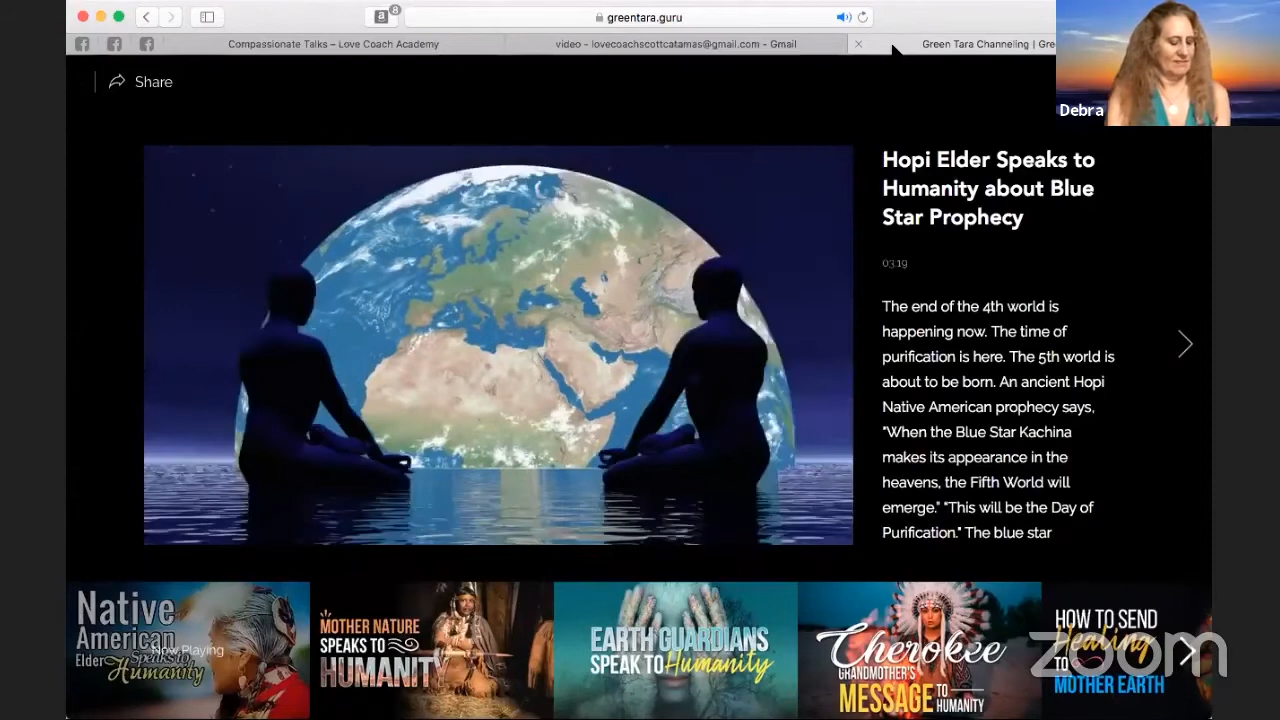 8
greentara.guru
Compassionate Talks – Love Coach Academy
video - lovecoachscottcatamas@gmail.com - Gmail
Green Tara Channeling | Gre
Debra
Share
Hopi Elder Speaks to
Humanity about Blue
Star Prophecy
03:19
The end of the 4th world is
happening now. The time of
purification is here. The 5th world is
about to be born. An ancient Hopi
Native American prophecy says,
"When the Blue Star Kachina
makes its appearance in the
heavens, the Fifth World will
emerge." "This will be the Day of
Purification." The blue star
Native
American
Elder Speaks to
Humanity
Now Playing
MOTHER NATURE
SPEAKS TO
HUMANITY
EARTH GUARDIANS
SPEAK TO Humanity
Cherokee
GRANDMOTHER'S
MESSAGE TO
HUMANITY
HOW TO SEND
Healing
TO
MOTHER EARTH
zoom